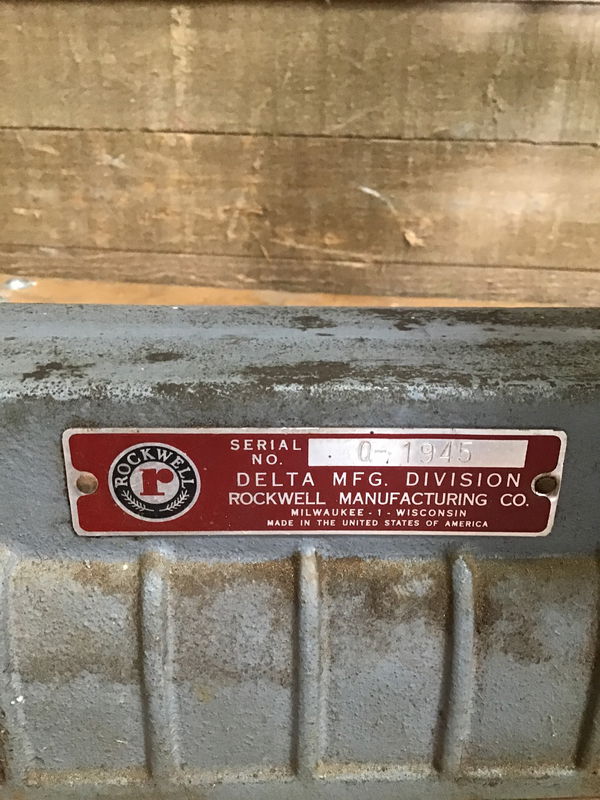 ROCKWELL
r
SERIAL NO. Q-1945
DELTA MFG. DIVISION
ROCKWELL MANUFACTURING CO.
MILWAUKEE - 1 - WISCONSIN
MADE IN THE UNITED STATES OF AMERICA